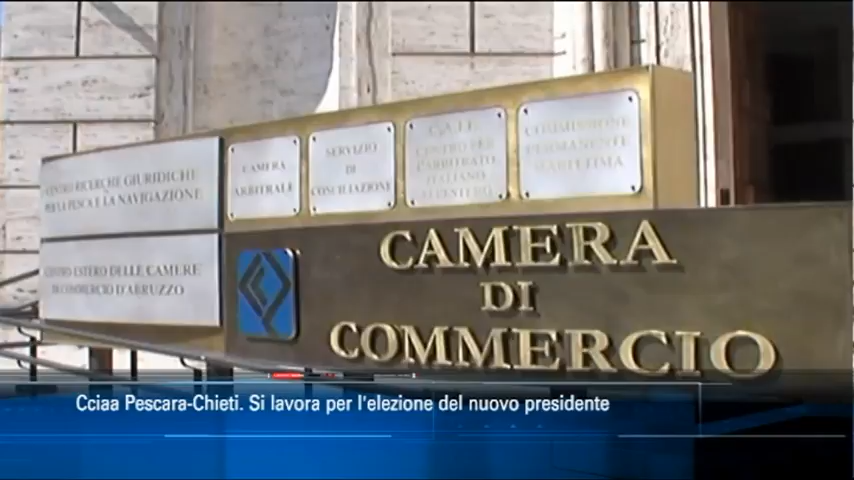 CENTRO RICERCHE GIURIDICHE
PER LA PESCA E LA NAVIGAZIONE
CENTRO ESTERO DELLE CAMERE
DI COMMERCIO D'ABRUZZO
CAMERA
ARBITRALE
SERVIZIO
DI
CONCILIAZIONE
CENTRO PER
L'ARBITRATO
ITALIANO
COMMISSIONE
PERMANENTE
MARITTIMA
CAMERA
DI
COMMERCIO
Cciaa Pescara-Chieti. Si lavora per l'elezione del nuovo presidente